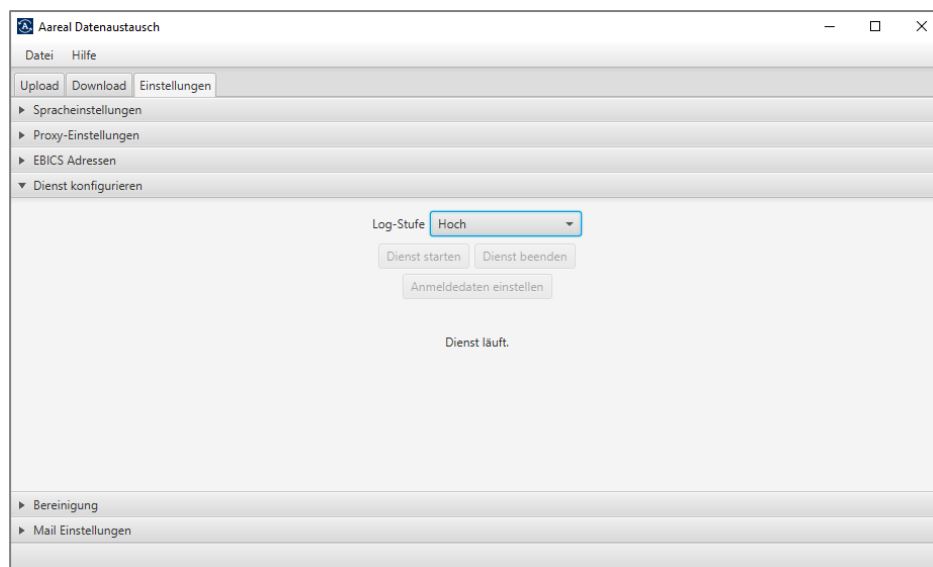 Aareal Datenaustausch
Datei Hilfe
Upload Download Einstellungen
Spracheinstellungen
Proxy-Einstellungen
EBICS Adressen
Dienst konfigurieren
Log-Stufe Hoch
Dienst starten Dienst beenden
Anmeldedaten einstellen
Dienst läuft.
Bereinigung
Mail Einstellungen